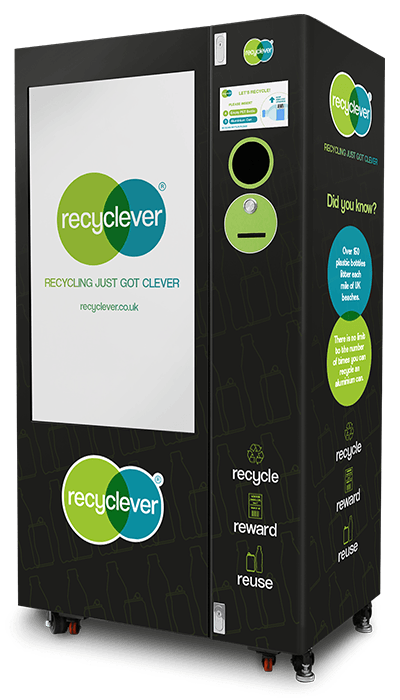 recyclever®
RECYCLING JUST GOT CLEVER
recyclever.co.uk
recyclever®
recyclever
LET'S RECYCLE!
PLEASE INSERT
recycle
reward
reuse
recyclever
RECYCLING JUST GOT CLEVER
Did you know?
Over 150
plastic bottles
litter each
mile of UK
beaches.
There is no limit
to the number
of times you can
recycle an
aluminium can.
recycle
reward
reuse